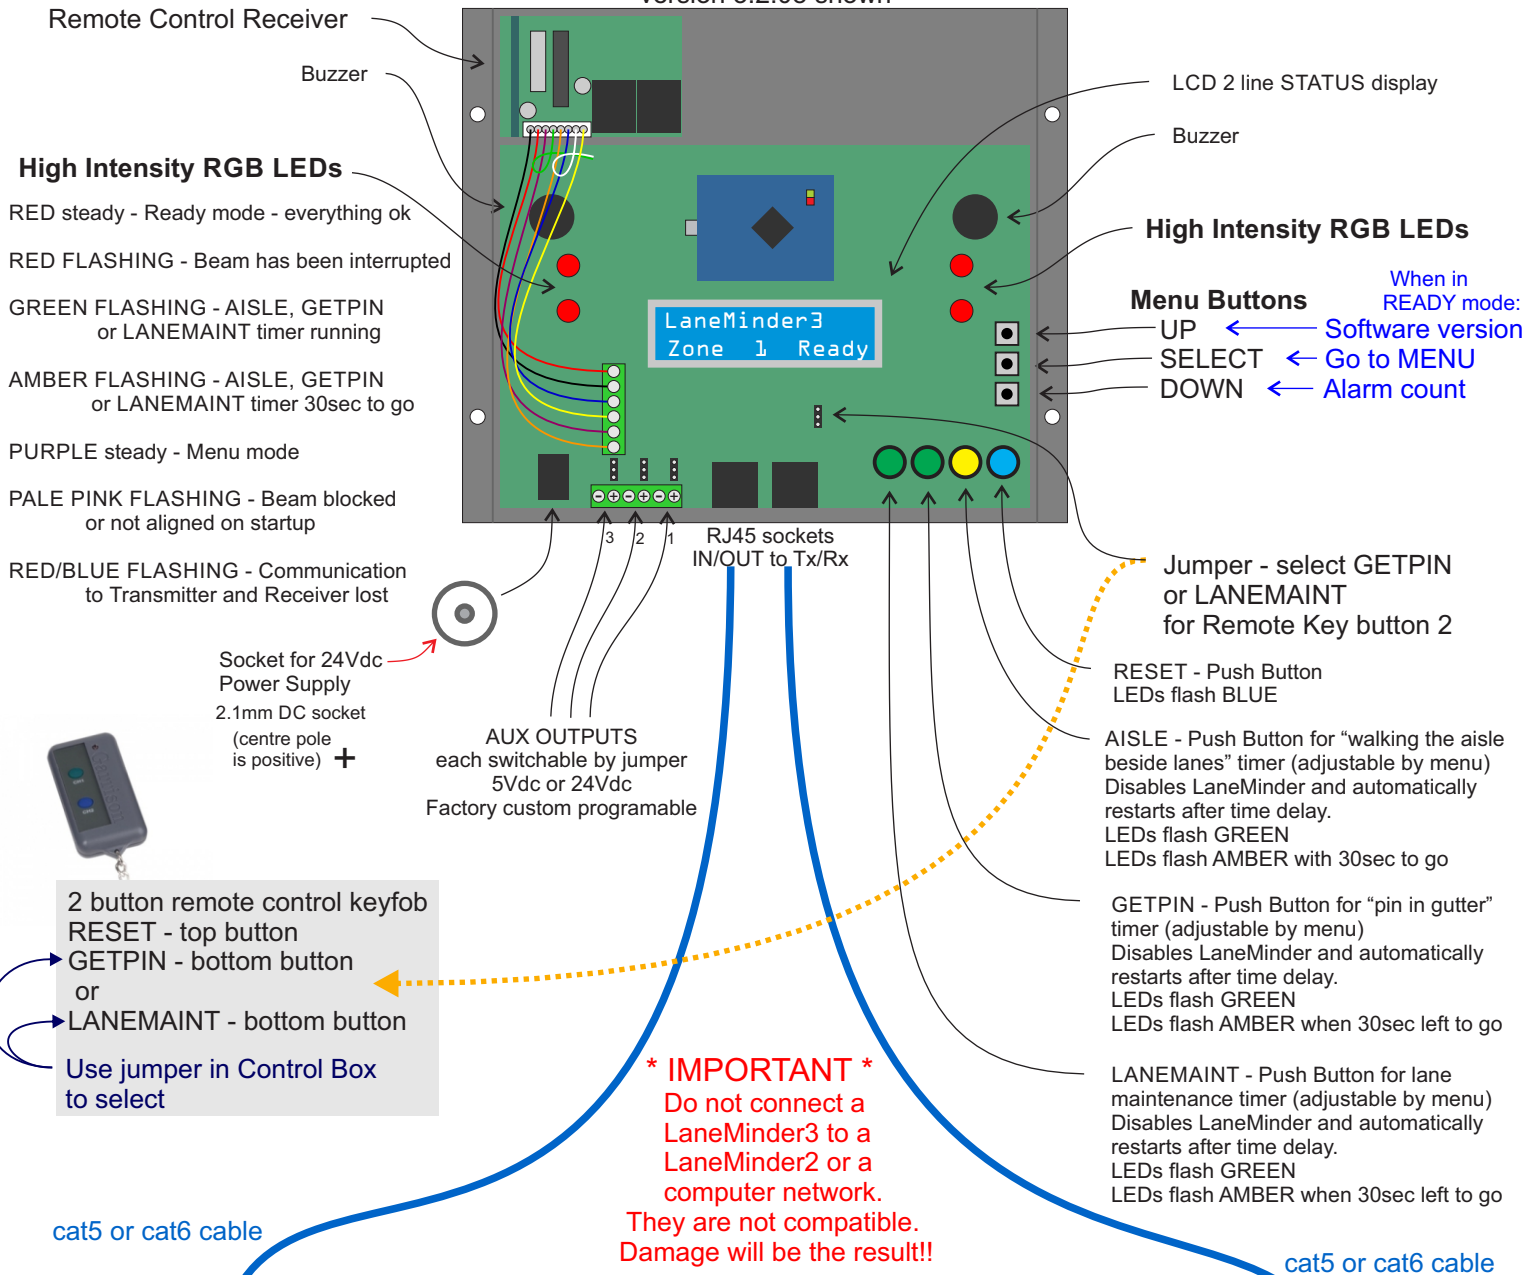 Remote Control Receiver
Buzzer
High Intensity RGB LEDs
RED steady - Ready mode - everything ok
RED FLASHING - Beam has been interrupted
GREEN FLASHING - AISLE, GETPIN
or LANEMAINT timer running
AMBER FLASHING - AISLE, GETPIN
or LANEMAINT timer 30sec to go
PURPLE steady - Menu mode
PALE PINK FLASHING - Beam blocked
or not aligned on startup
RED/BLUE FLASHING - Communication
to Transmitter and Receiver lost
Socket for 24Vdc
Power Supply
2.1mm DC socket
(centre pole
is positive) +
LaneMinder3
Zone 1 Ready
3 2 1
RJ45 sockets
IN/OUT to Tx/Rx
AUX OUTPUTS
each switchable by jumper
5Vdc or 24Vdc
Factory custom programable
LCD 2 line STATUS display
Buzzer
High Intensity RGB LEDs
When in
READY mode:
Menu Buttons
UP Software version
SELECT Go to MENU
DOWN Alarm count
Jumper - select GETPIN
or LANEMAINT
for Remote Key button 2
RESET - Push Button
LEDs flash BLUE
AISLE - Push Button for “walking the aisle
beside lanes” timer (adjustable by menu)
Disables LaneMinder and automatically
restarts after time delay.
LEDs flash GREEN
LEDs flash AMBER with 30sec to go
GETPIN - Push Button for “pin in gutter”
timer (adjustable by menu)
Disables LaneMinder and automatically
restarts after time delay.
LEDs flash GREEN
LEDs flash AMBER when 30sec left to go
LANEMAINT - Push Button for lane
maintenance timer (adjustable by menu)
Disables LaneMinder and automatically
restarts after time delay.
LEDs flash GREEN
LEDs flash AMBER when 30sec left to go
2 button remote control keyfob
RESET - top button
GETPIN - bottom button
or
LANEMAINT - bottom button
Use jumper in Control Box
to select
* IMPORTANT *
Do not connect a
LaneMinder3 to a
LaneMinder2 or a
computer network.
They are not compatible.
Damage will be the result!!
cat5 or cat6 cable
cat5 or cat6 cable